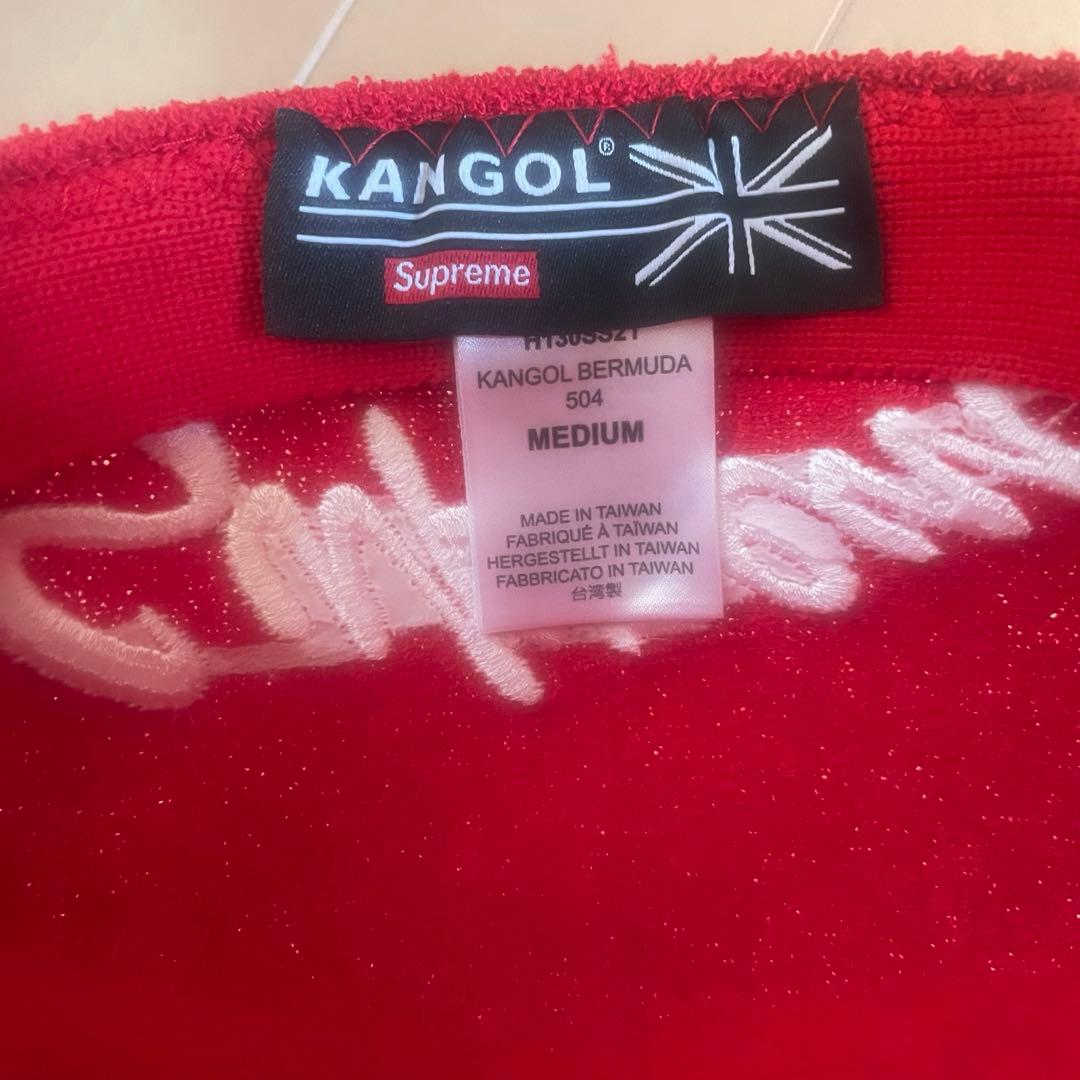 KANGOL®
Supreme
H130SS21
KANGOL BERMUDA
504
MEDIUM
MADE IN TAIWAN
FABRIQUÉ À TAÏWAN
HERGESTELLT IN TAIWAN
FABBRICATO IN TAIWAN
台湾製